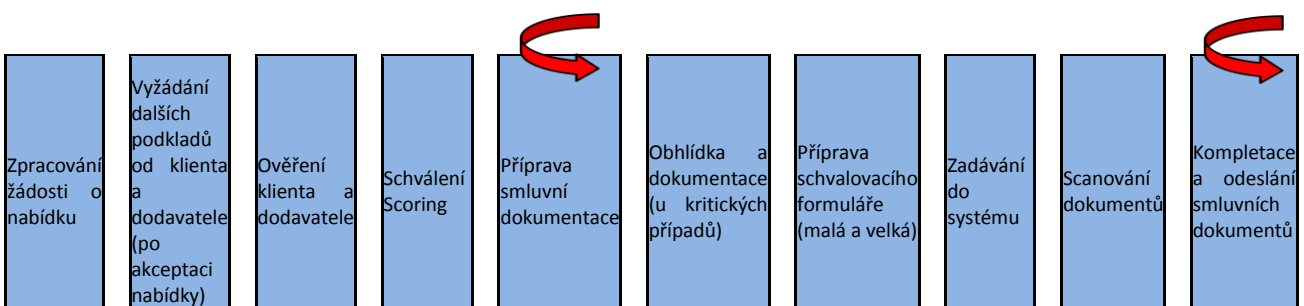 Zpracování
žádosti o
nabídku
Vyžádání
dalších
podkladů
od klienta
a
dodavatele
(po
akceptaci
nabídky)
Ověření
klienta a
dodavatele
Schválení
Scoring
Příprava
smluvní
dokumentace
Obhlídka a
dokumentace
(u kritických
případů)
Příprava
schvalovacího
formuláře
(malá a velká)
Zadávání
do
systému
Scanování
dokumentů
Kompletace
a odeslání
smluvních
dokumentů